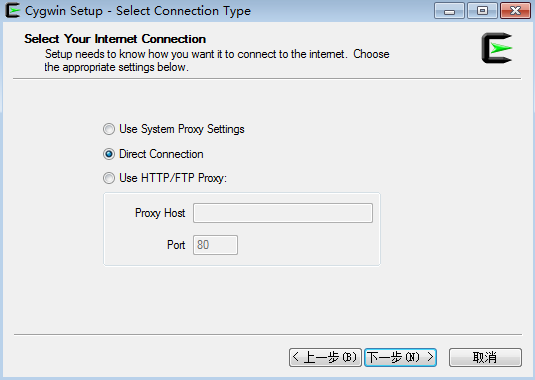 Cygwin Setup - Select Connection Type
Select Your Internet Connection
Setup needs to know how you want it to connect to the internet. Choose
the appropriate settings below.
Use System Proxy Settings
Direct Connection
Use HTTP/FTP Proxy:
Proxy Host
Port 80
< 上一步(B) 下一步(N) > 取消